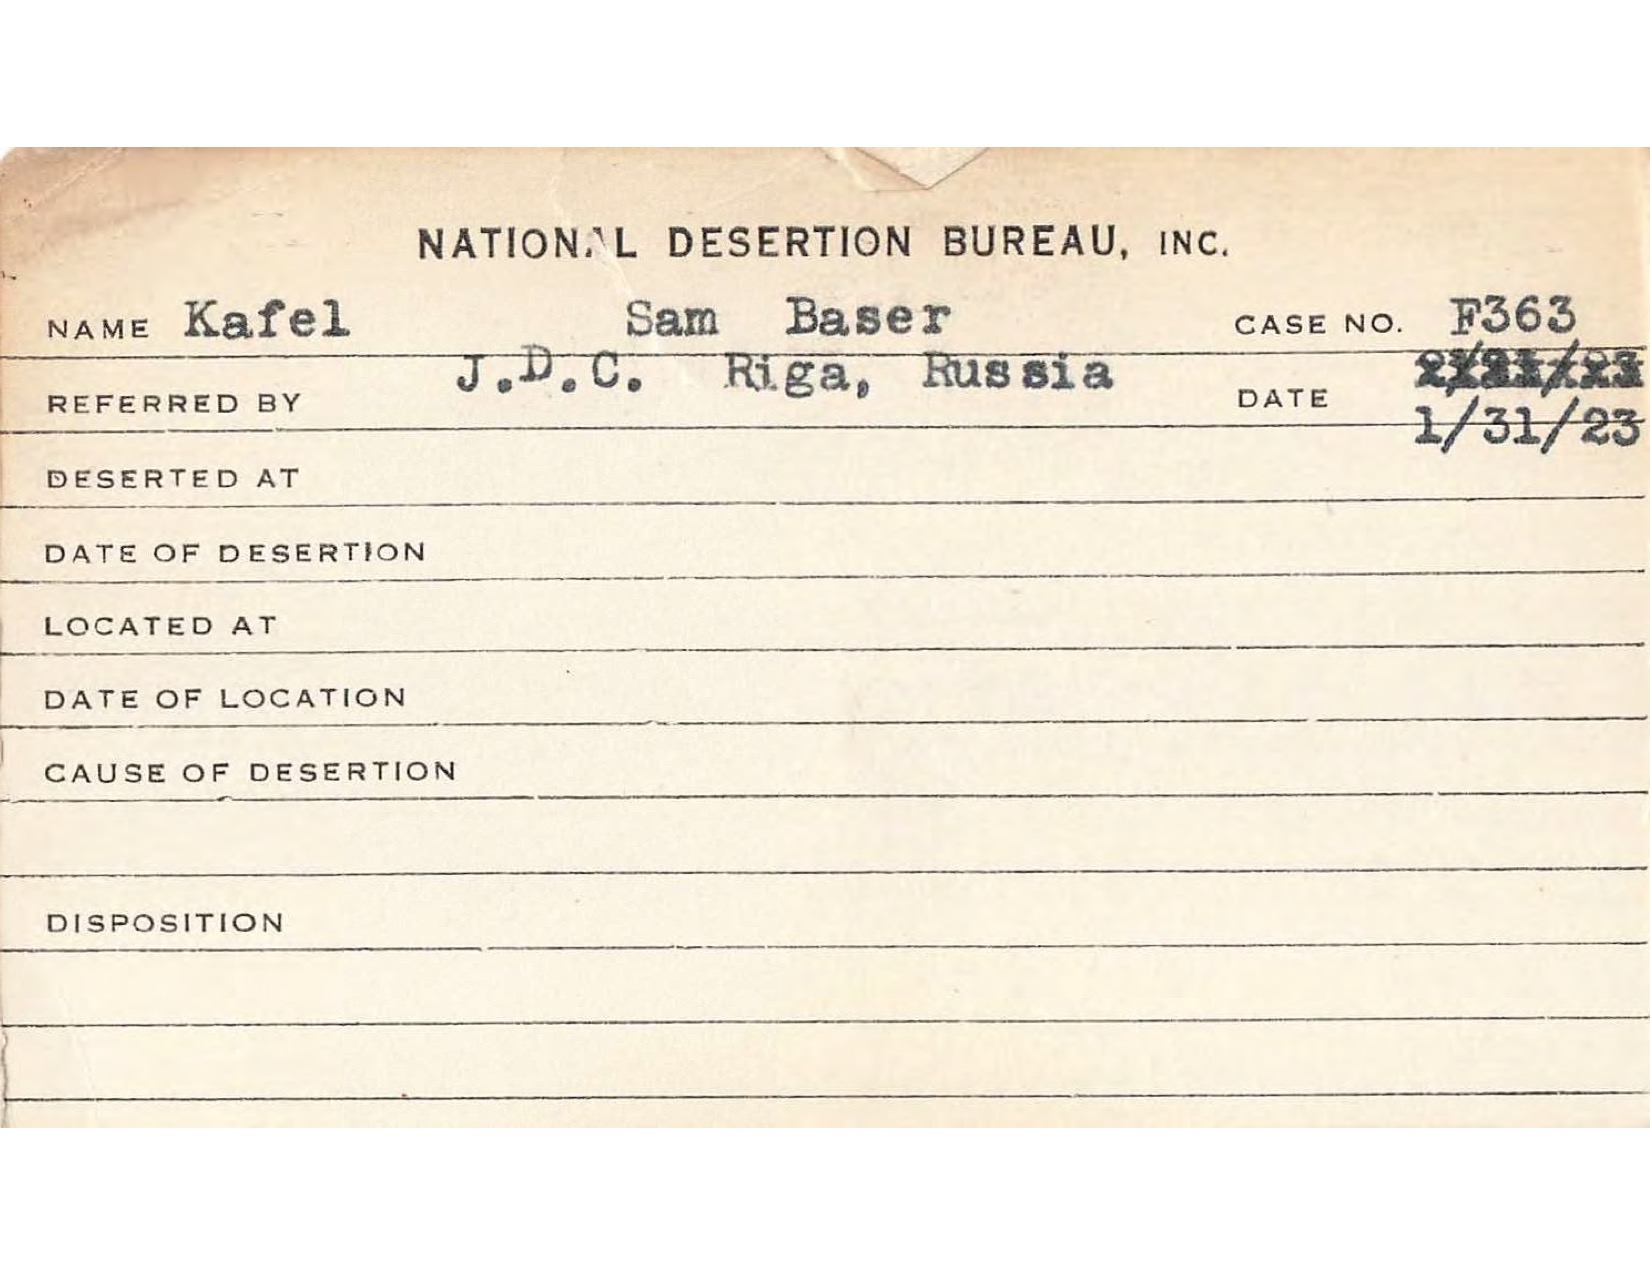 NATIONAL DESERTION BUREAU, INC.
NAME Kafel Sam Baser CASE NO. F363
REFERRED BY J.D.C. Riga, Russia DATE
1/31/23
DESERTED AT
DATE OF DESERTION
LOCATED AT
DATE OF LOCATION
CAUSE OF DESERTION
DISPOSITION